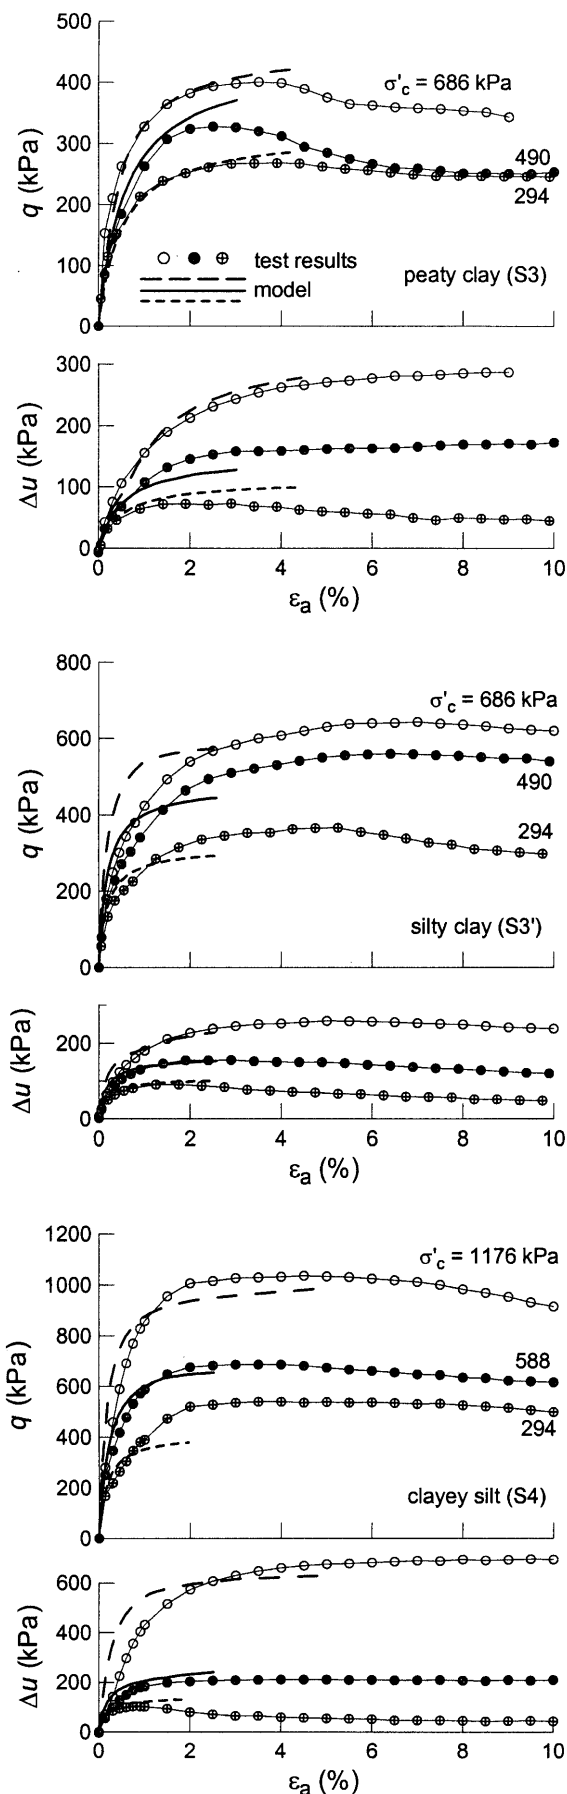 500
400
300
200
100
0
q (kPa)
σ'c = 686 kPa
490
294
test results
model
peaty clay (S3)
300
200
100
0
Δu (kPa)
0 2 4 6 8 10
εa (%)
800
600
400
200
0
q (kPa)
σ'c = 686 kPa
490
294
silty clay (S3')
200
0
Δu (kPa)
0 2 4 6 8 10
εa (%)
1200
1000
800
600
400
200
0
q (kPa)
σ'c = 1176 kPa
588
294
clayey silt (S4)
600
400
200
0
Δu (kPa)
0 2 4 6 8 10
εa (%)